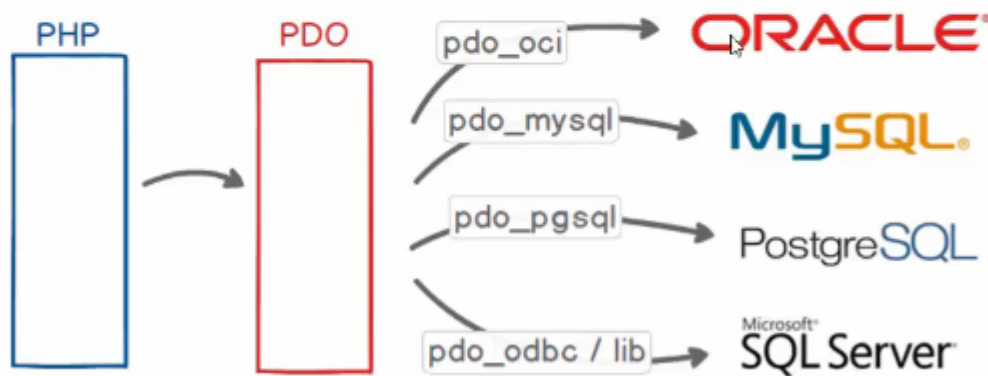 PHP
PDO
pdo_oci
ORACLE®
pdo_mysql
MySQL®
pdo_pgsql
PostgreSQL
pdo_odbc / lib
Microsoft®
SQL Server®